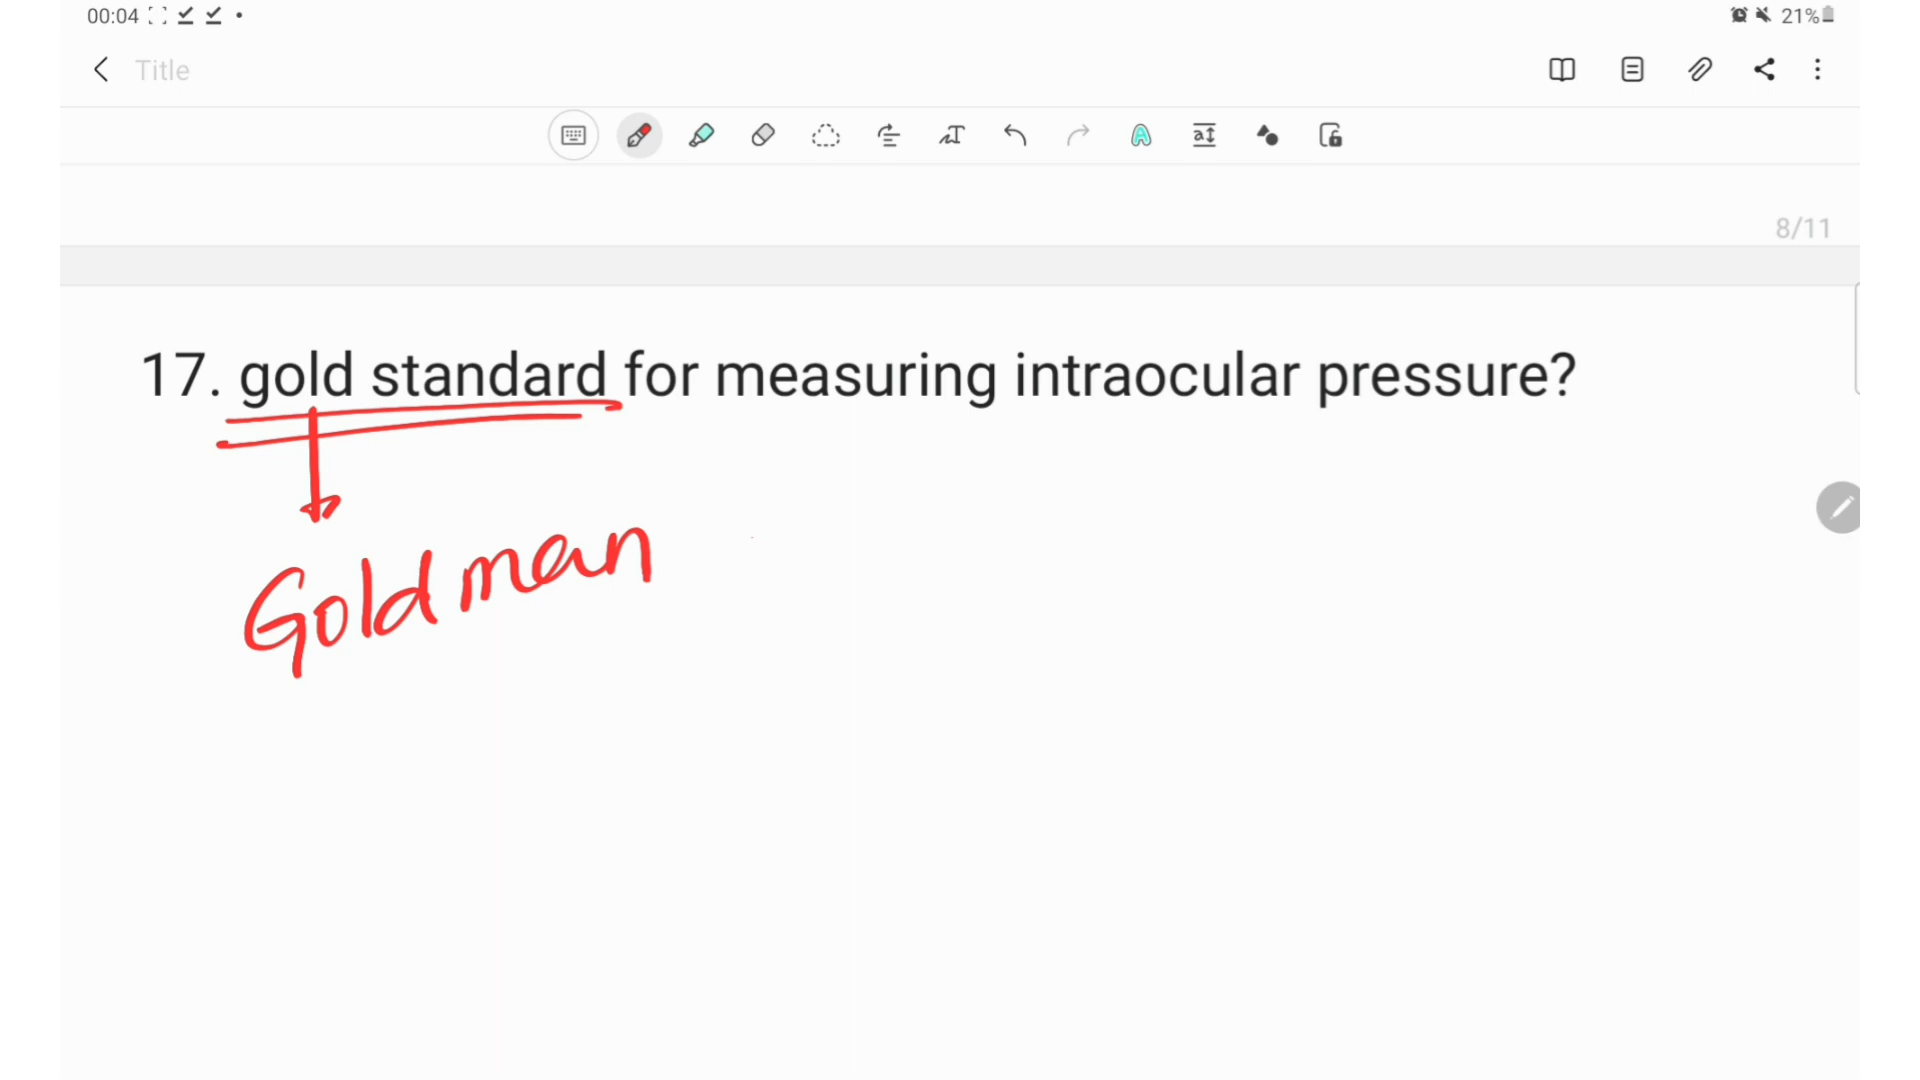 00:04
21%
Title
8/11
17. gold standard for measuring intraocular pressure?
Goldman